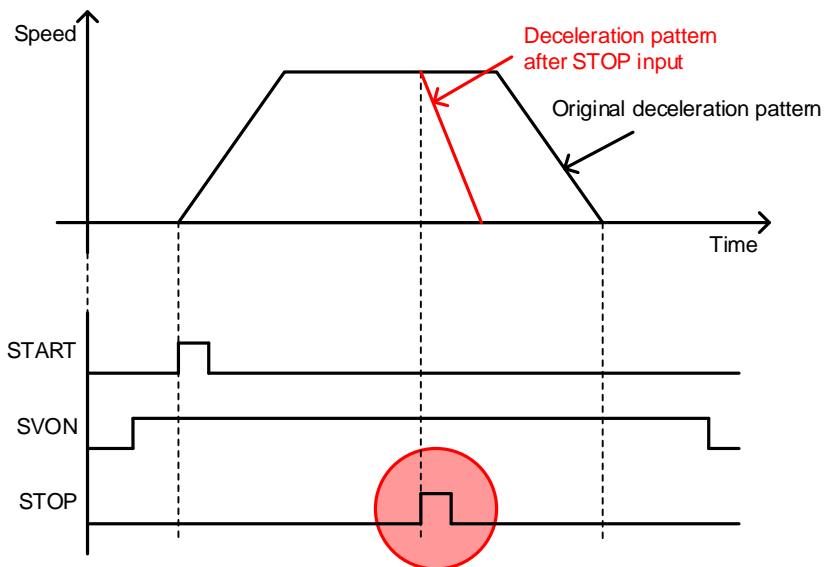 Speed
Deceleration pattern
after STOP input
Original deceleration pattern
Time
START
SVON
STOP